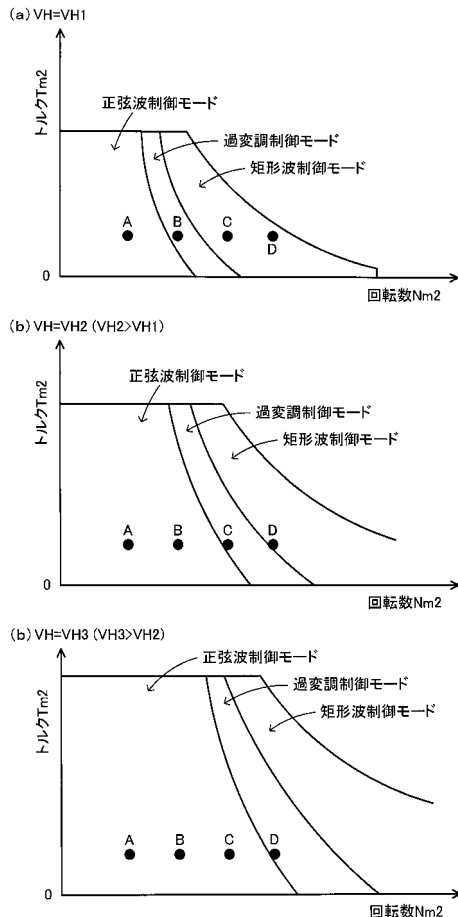 (a) VH=VH1
トルクTm2
正弦波制御モード
過変調制御モード
矩形波制御モード
A
B
C
D
0
回転数Nm2
(b) VH=VH2 (VH2>VH1)
トルクTm2
正弦波制御モード
過変調制御モード
矩形波制御モード
A
B
C
D
0
回転数Nm2
(b) VH=VH3 (VH3>VH2)
トルクTm2
正弦波制御モード
過変調制御モード
矩形波制御モード
A
B
C
D
0
回転数Nm2